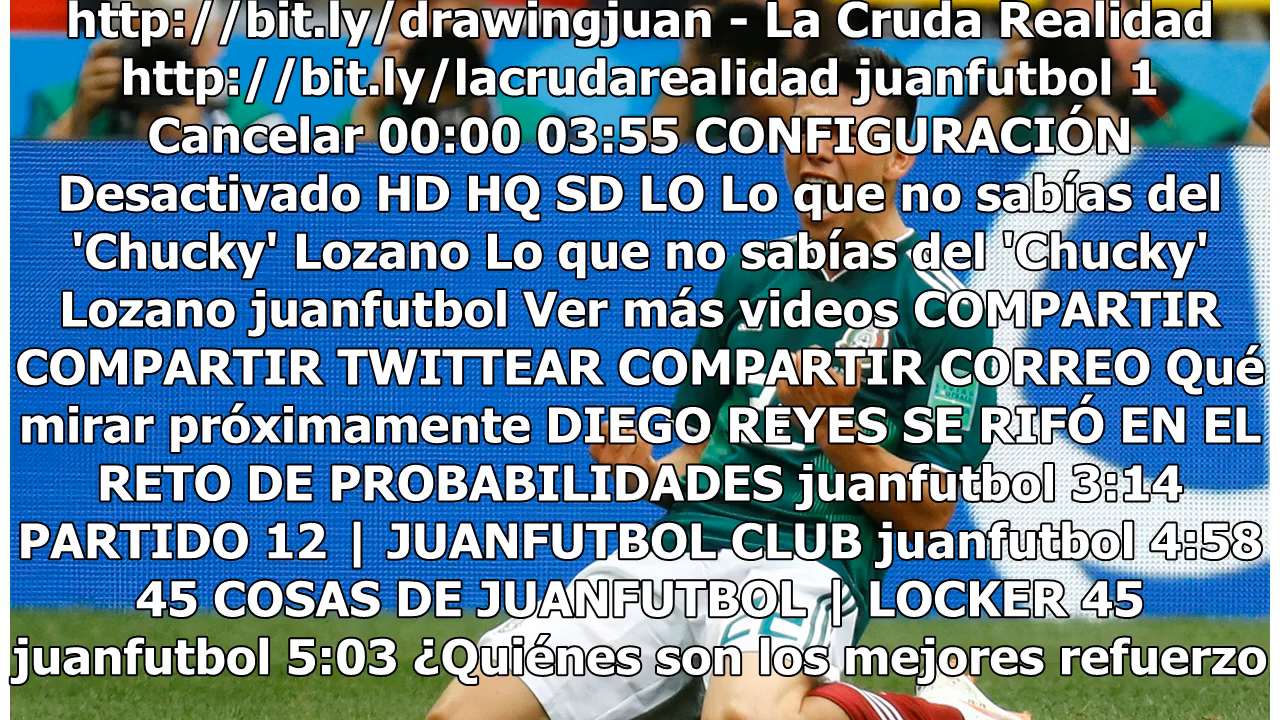 http://bit.ly/drawingjuan - La Cruda Realidad
http://bit.ly/lacrudarealidad juanfutbol 1
Cancelar 00:00 03:55 CONFIGURACIÓN
Desactivado HD HQ SD LO Lo que no sabías del
'Chucky' Lozano Lo que no sabías del 'Chucky'
Lozano juanfutbol Ver más videos COMPARTIR
COMPARTIR TWITTEAR COMPARTIR CORREO Qué
mirar próximamente DIEGO REYES SE RIFÓ EN EL
RETO DE PROBABILIDADES juanfutbol 3:14
PARTIDO 12 | JUANFUTBOL CLUB juanfutbol 4:58
45 COSAS DE JUANFUTBOL | LOCKER 45
juanfutbol 5:03 ¿Quiénes son los mejores refuerzo